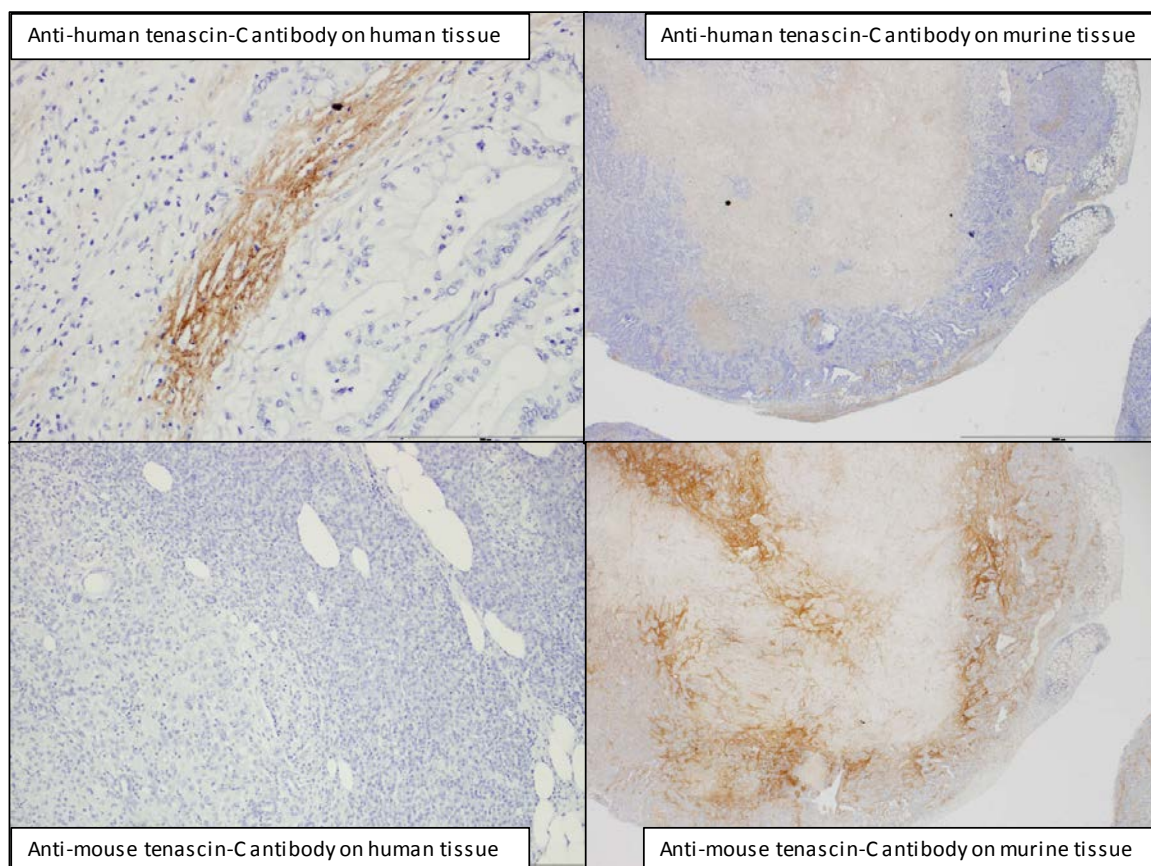 Anti-human tenascin-C antibody on human tissue
Anti-human tenascin-C antibody on murine tissue
Anti-mouse tenascin-C antibody on human tissue
Anti-mouse tenascin-C antibody on murine tissue